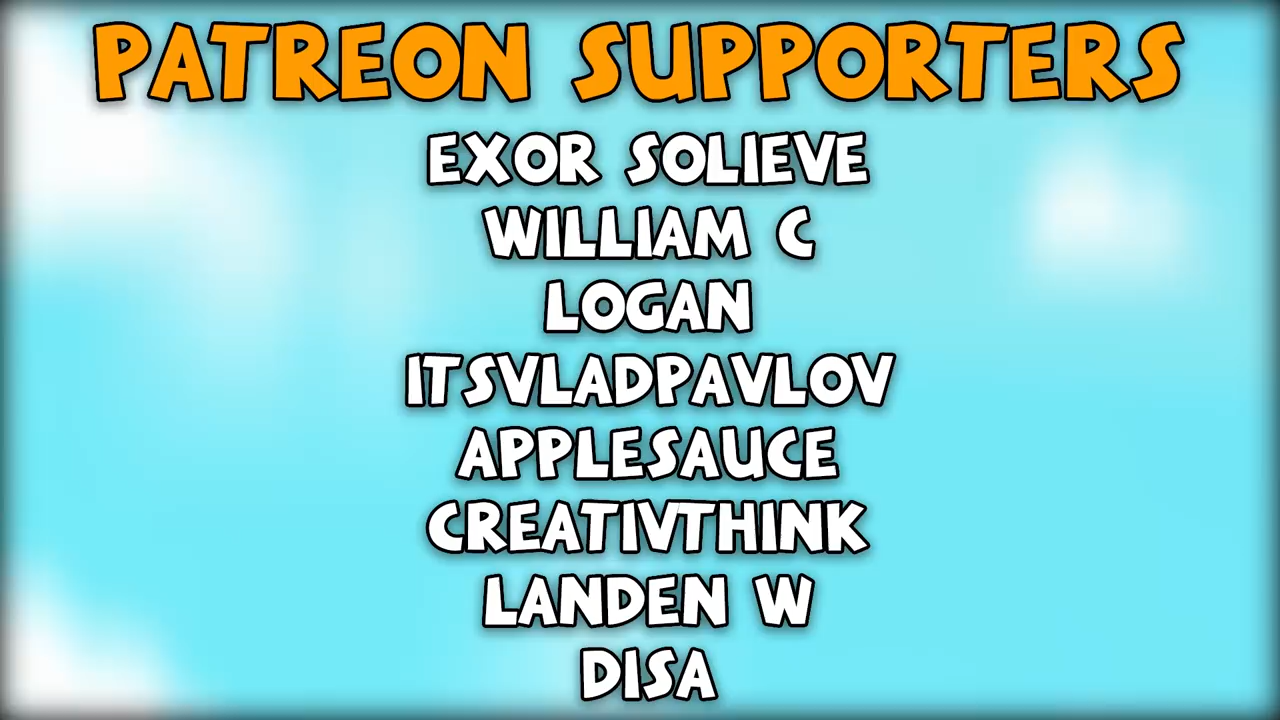 PATREON SUPPORTERS
EXOR SOLIEVE
WILLIAM C
LOGAN
ITSVLADPAVLOV
APPLESAUCE
CREATIVTHINK
LANDEN W
DISA